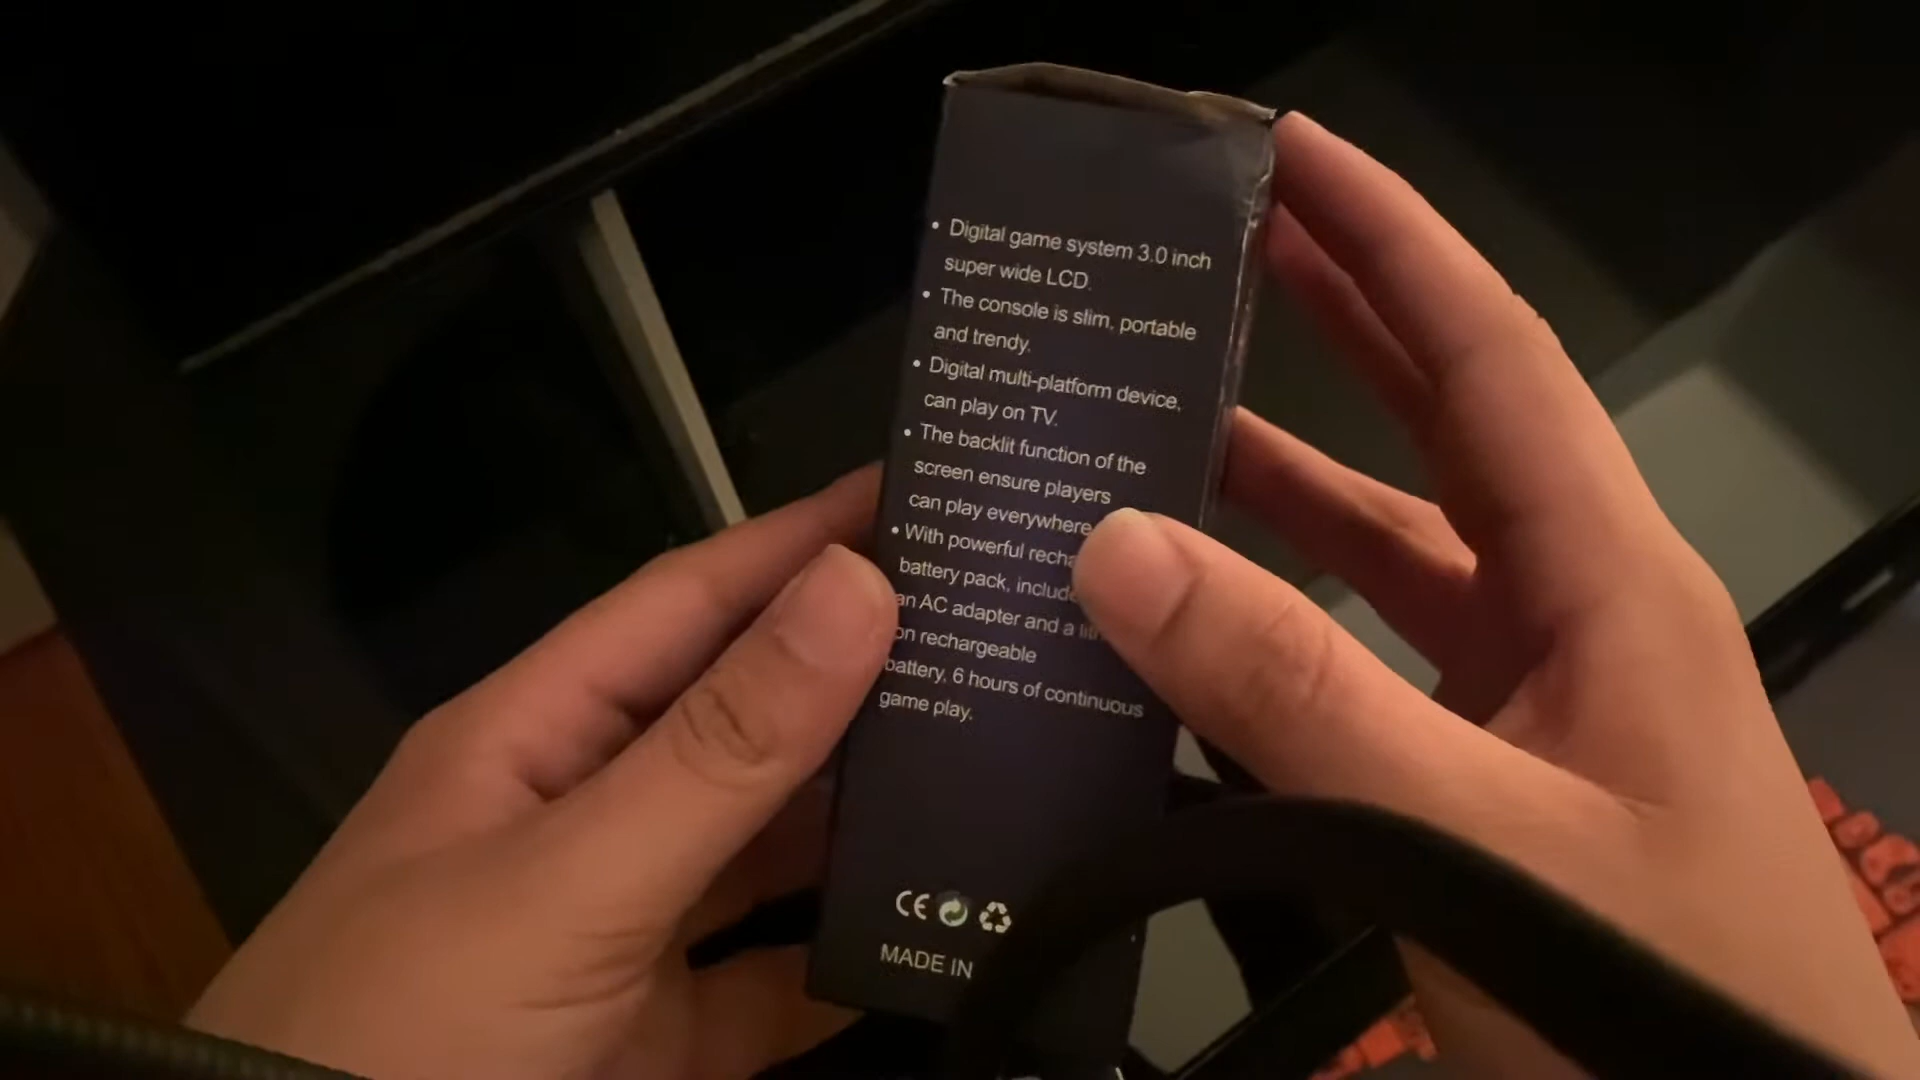 • Digital game system 3.0 inch
super wide LCD.
• The console is slim, portable
and trendy.
• Digital multi-platform device,
can play on TV.
• The backlit function of the
screen ensure players
can play everywhere
• With powerful
battery pack,
an AC adapter and a
on rechargeable
battery, 6 hours of continuous
game play.
CE
MADE IN